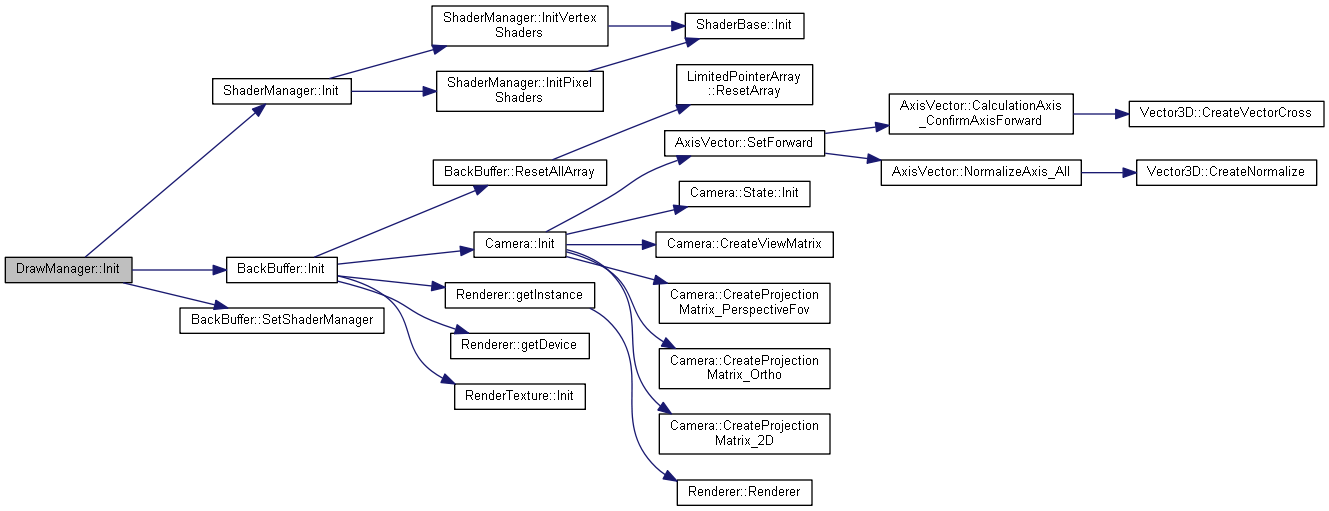 DrawManager::Init
ShaderManager::Init
BackBuffer::Init
BackBuffer::SetShaderManager
ShaderManager::InitVertex
Shaders
ShaderManager::InitPixel
Shaders
BackBuffer::ResetAllArray
Camera::Init
Renderer::getInstance
Renderer::getDevice
RenderTexture::Init
ShaderBase::Init
LimitedPointerArray
::ResetArray
AxisVector::SetForward
Camera::State::Init
Camera::CreateViewMatrix
Camera::CreateProjection
Matrix_PerspectiveFov
Camera::CreateProjection
Matrix_Ortho
Camera::CreateProjection
Matrix_2D
Renderer::Renderer
AxisVector::CalculationAxis
_ConfirmAxisForward
AxisVector::NormalizeAxis_All
Vector3D::CreateVectorCross
Vector3D::CreateNormalize